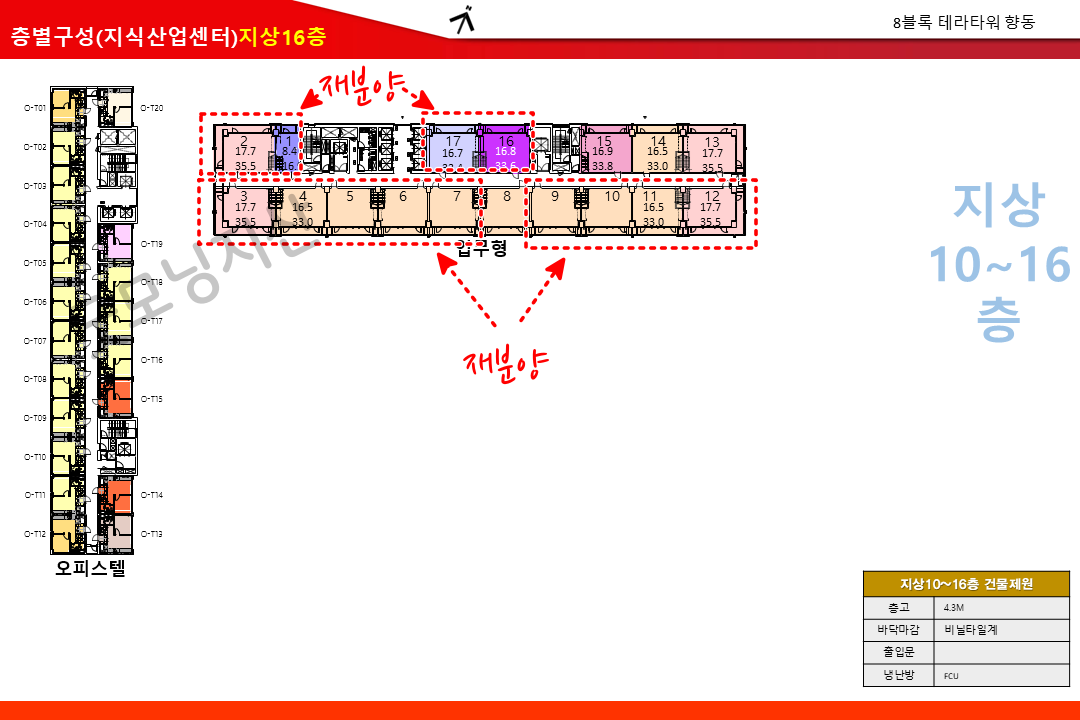 층별구성(지식산업센터)지상16층
8블록 테라타워 향동
재분양
지상
10~16
층
O-T01
O-T02
O-T03
O-T04
O-T05
O-T06
O-T07
O-T08
O-T09
O-T10
O-T11
O-T12
O-T20
O-T19
O-T18
O-T17
O-T16
O-T15
O-T14
O-T13
오피스텔
2 1 17 16 15 14 13
17.7 8.4 16.7 16.8 16.9 16.5 17.7
35.5 33.6 33.8 33.0 35.5
3 4 5 6 7 8 9 10 11 12
17.7 16.5 16.5 17.7
35.5 33.0 33.0 35.5
업무형
재분양
모닝지산
지상10~16층 건물제원
층고 4.3M
바닥마감 비닐타일계
출입문
냉난방 FCU